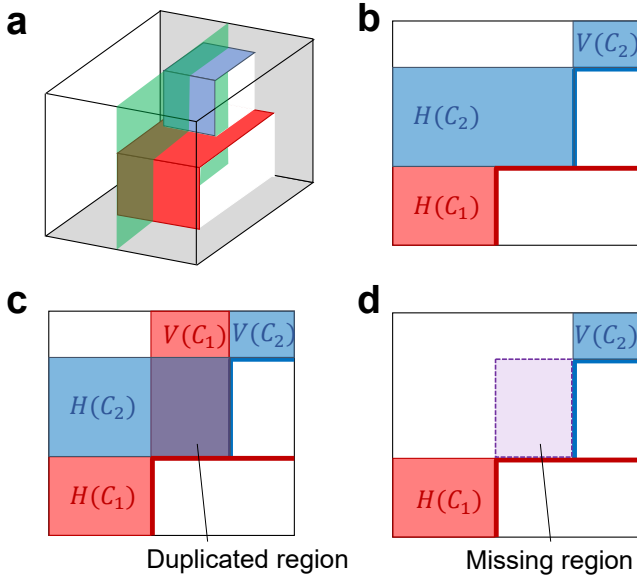 a
b
V(C₂)
H(C₂)
H(C₁)
c
V(C₁) V(C₂)
H(C₂)
H(C₁)
Duplicated region
d
V(C₂)
H(C₁)
Missing region